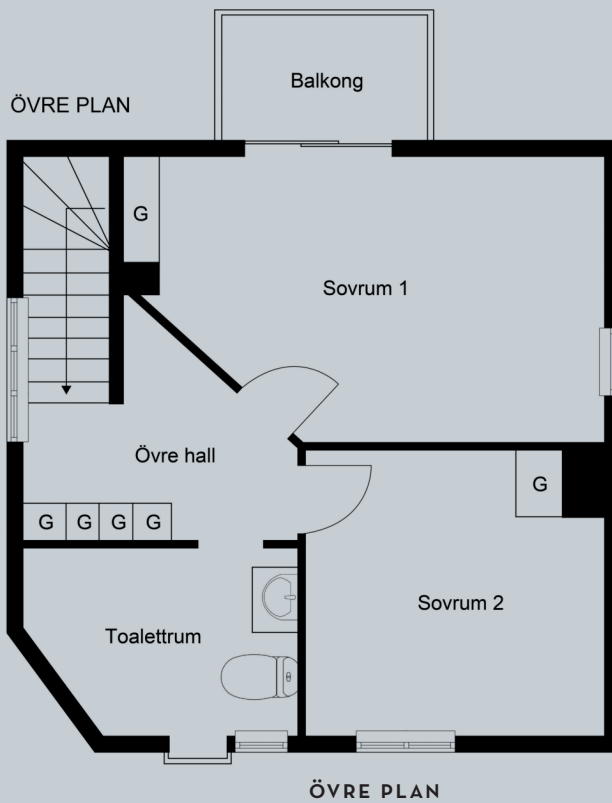 Balkong
ÖVRE PLAN
G
Sovrum 1
Övre hall
G
G G G G
Sovrum 2
Toalettrum
ÖVRE PLAN